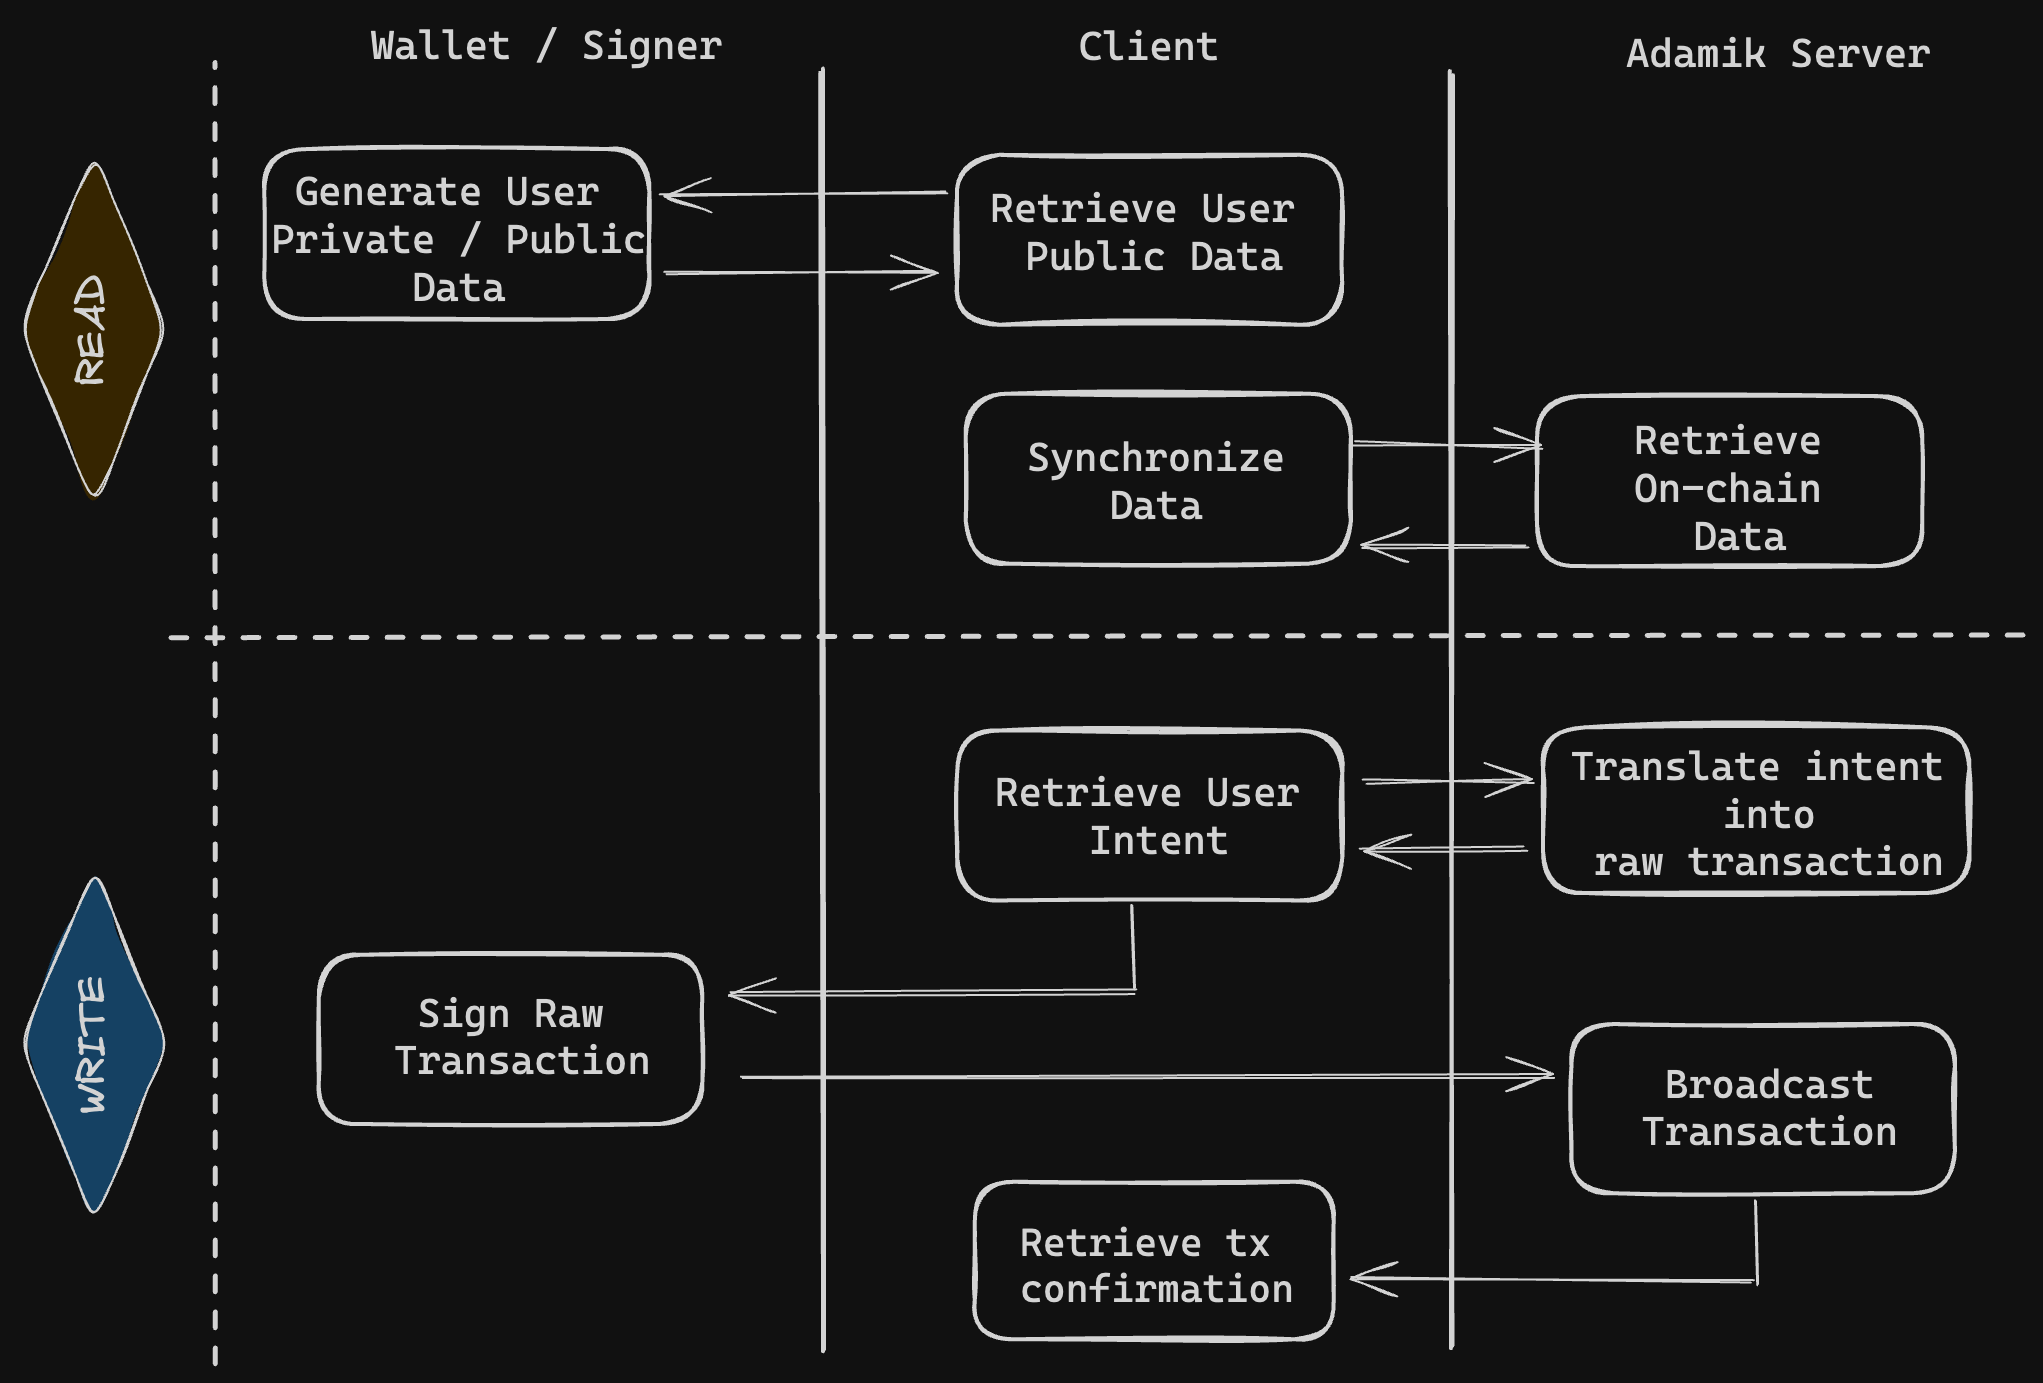 Wallet / Signer
Client
Adamik Server
READ
Generate User
Private / Public
Data
Retrieve User
Public Data
Synchronize
Data
Retrieve
On-chain
Data
WRITE
Retrieve User
Intent
Translate intent
into
raw transaction
Sign Raw
Transaction
Broadcast
Transaction
Retrieve tx
confirmation